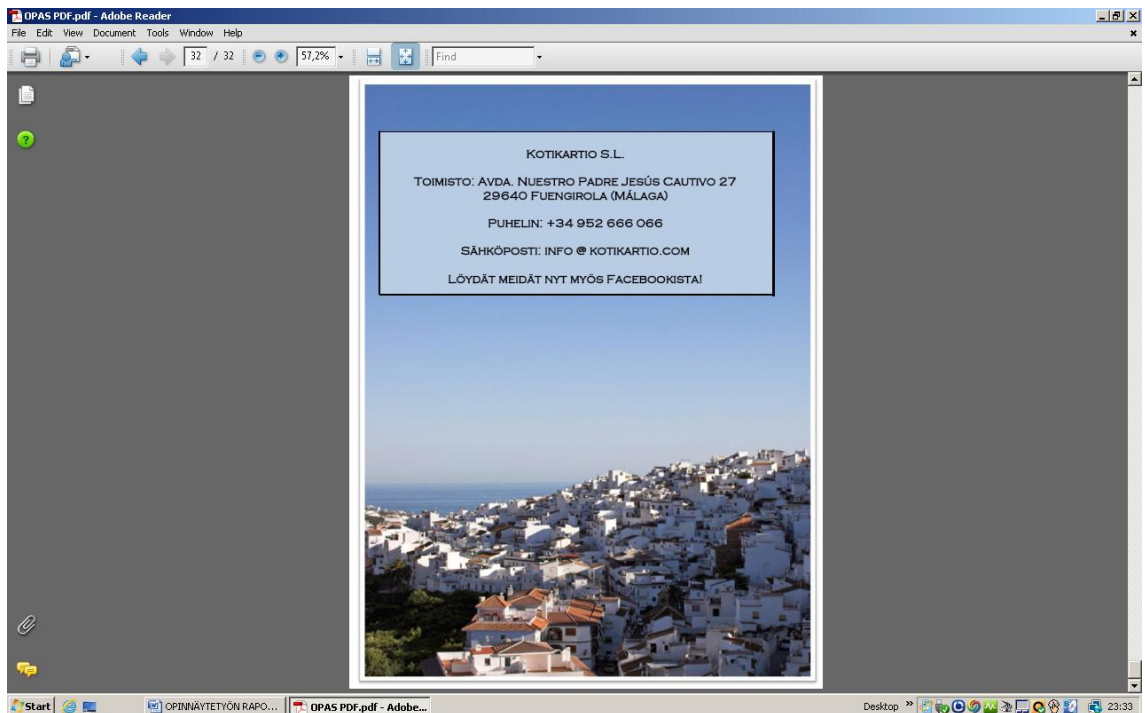 OPAS PDF.pdf - Adobe Reader
File Edit View Document Tools Window Help
32 / 32 57,2% Find
KOTIKARTIO S.L.
TOIMISTO: AVDA. NUESTRO PADRE JESÚS CAUTIVO 27
29640 FUENGIROLA (MÁLAGA)
PUHELIN: +34 952 666 066
SÄHKÖPOSTI: INFO @ KOTIKARTIO.COM
LÖYDÄT MEIDÄT NYT MYÖS FACEBOOKISTA!
Start OPINNÄYTETYÖN RAPO... OPAS PDF.pdf - Adobe... Desktop » 23:33